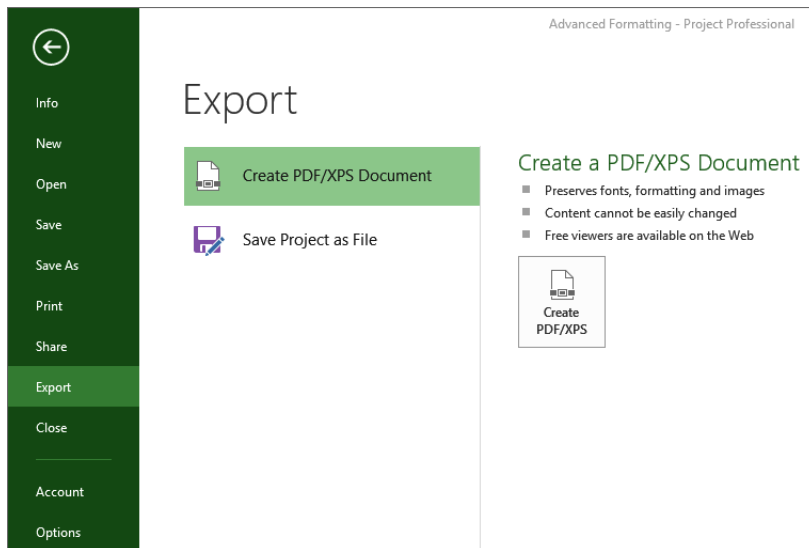 Advanced Formatting - Project Professional
Info
New
Open
Save
Save As
Print
Share
Export
Close
Account
Options
Export
Create PDF/XPS Document
Save Project as File
Create a PDF/XPS Document
Preserves fonts, formatting and images
Content cannot be easily changed
Free viewers are available on the Web
Create
PDF/XPS